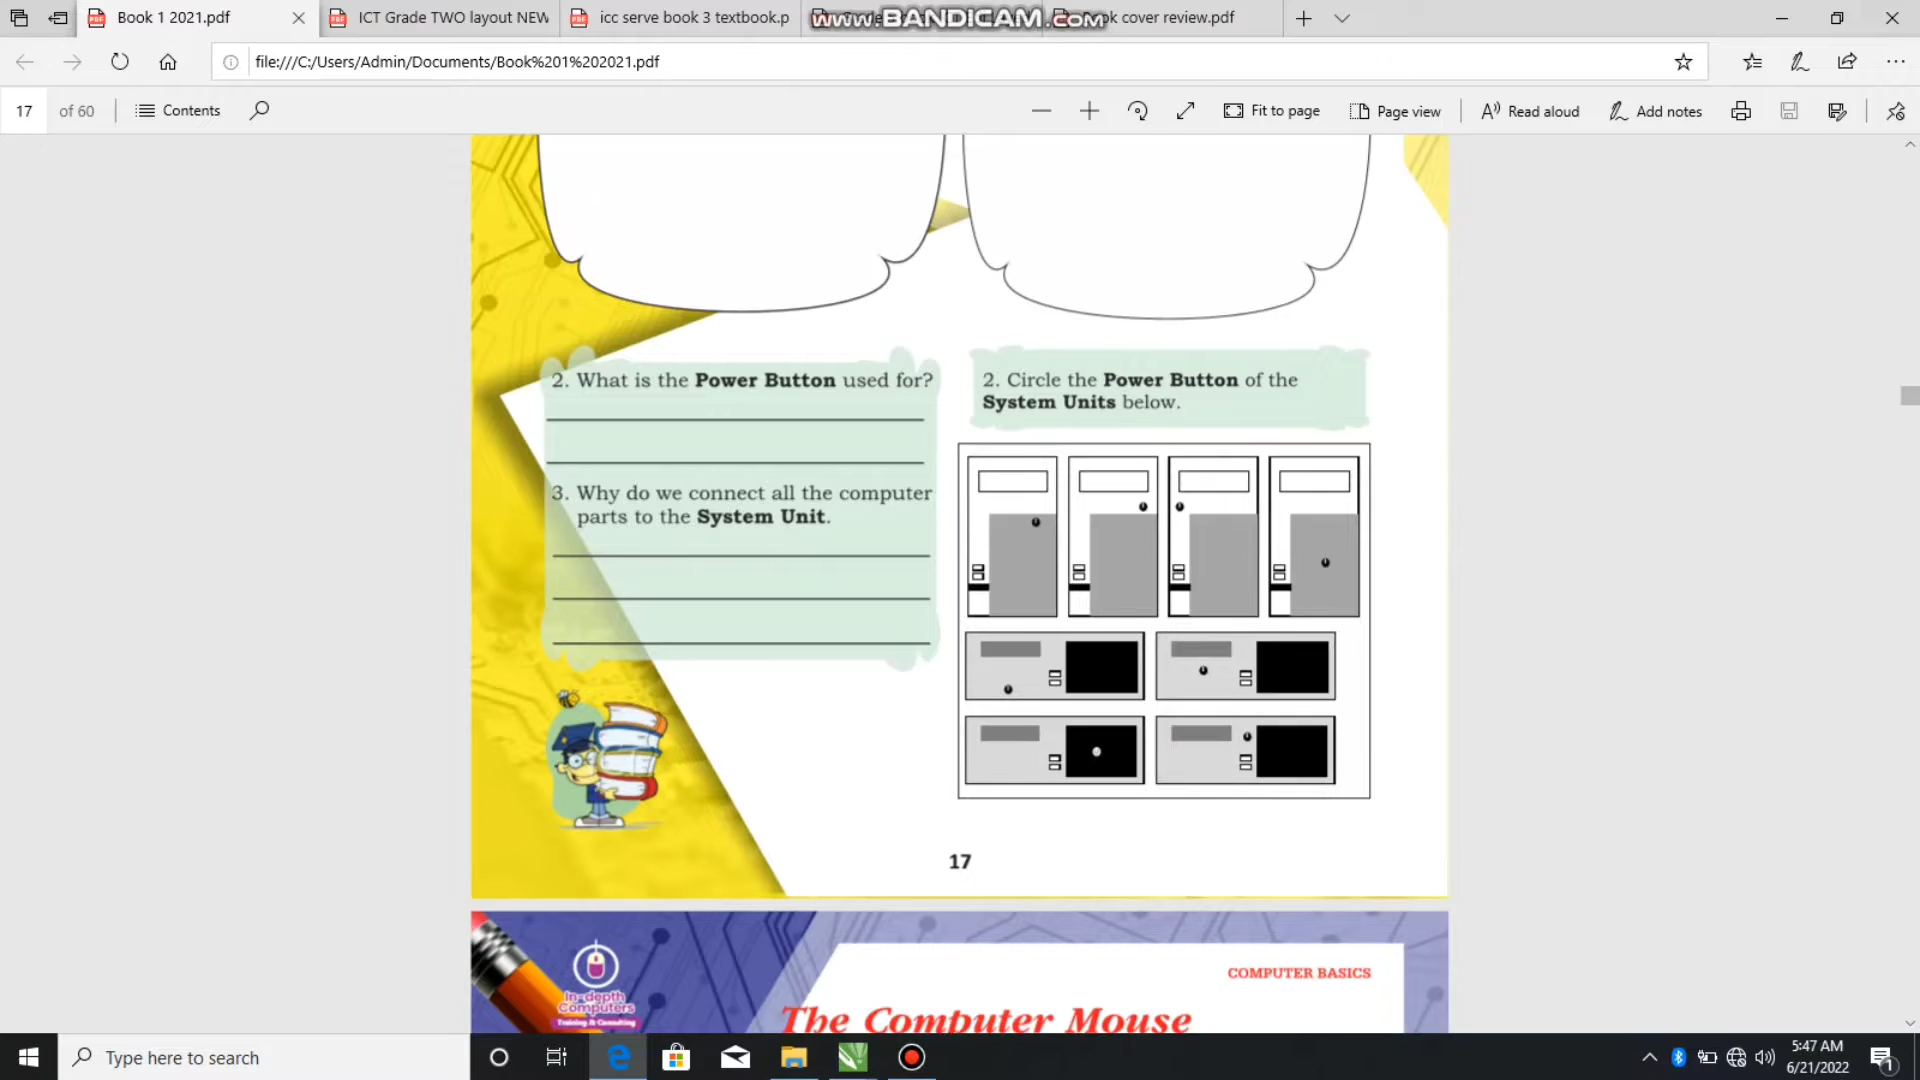 Book 1 2021.pdf
ICT Grade TWO layout NEW
icc serve book 3 textbook.p
www.BANDICAM.com
ok cover review.pdf
file:///C:/Users/Admin/Documents/Book%201%202021.pdf
17 of 60 Contents
Fit to page Page view Read aloud Add notes
2. What is the Power Button used for?
3. Why do we connect all the computer
parts to the System Unit.
2. Circle the Power Button of the
System Units below.
17
In-depth
Computers
Training & Consulting
COMPUTER BASICS
The Computer Mouse
Type here to search
5:47 AM
6/21/2022
1